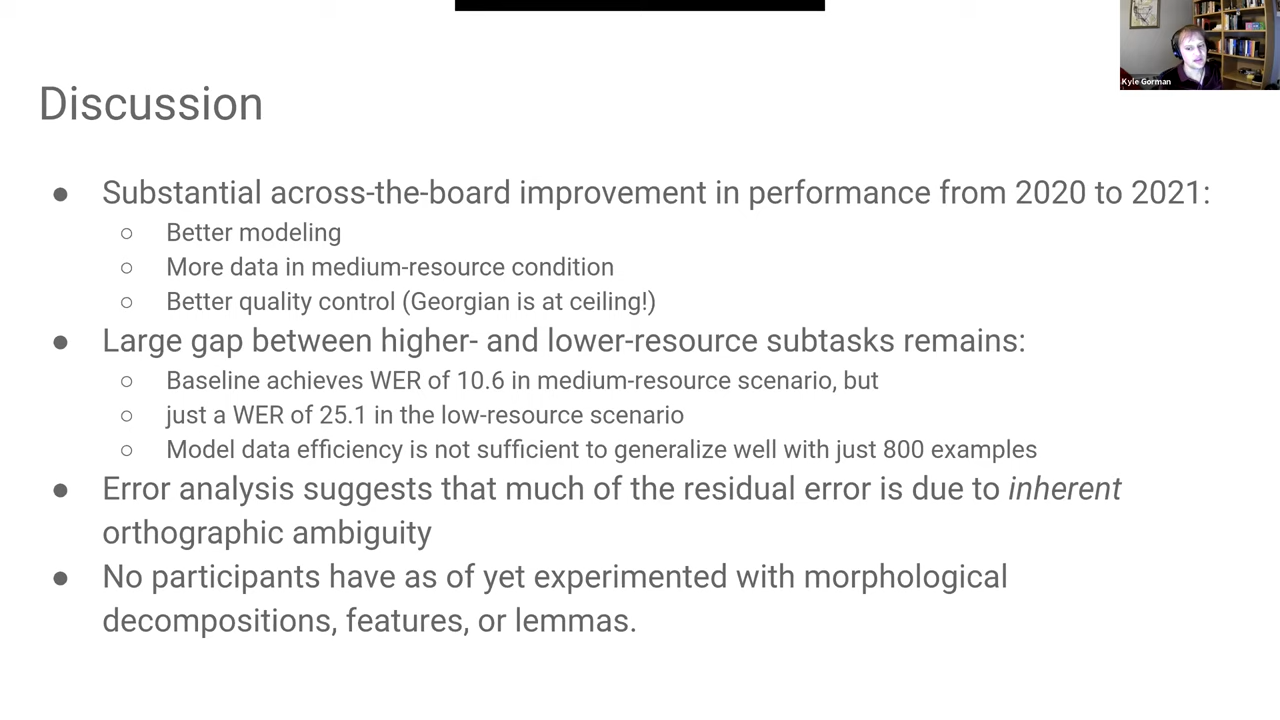 Kyle Gorman
Discussion
● Substantial across-the-board improvement in performance from 2020 to 2021:
○ Better modeling
○ More data in medium-resource condition
○ Better quality control (Georgian is at ceiling!)
● Large gap between higher- and lower-resource subtasks remains:
○ Baseline achieves WER of 10.6 in medium-resource scenario, but
○ just a WER of 25.1 in the low-resource scenario
○ Model data efficiency is not sufficient to generalize well with just 800 examples
● Error analysis suggests that much of the residual error is due to inherent
orthographic ambiguity
● No participants have as of yet experimented with morphological
decompositions, features, or lemmas.